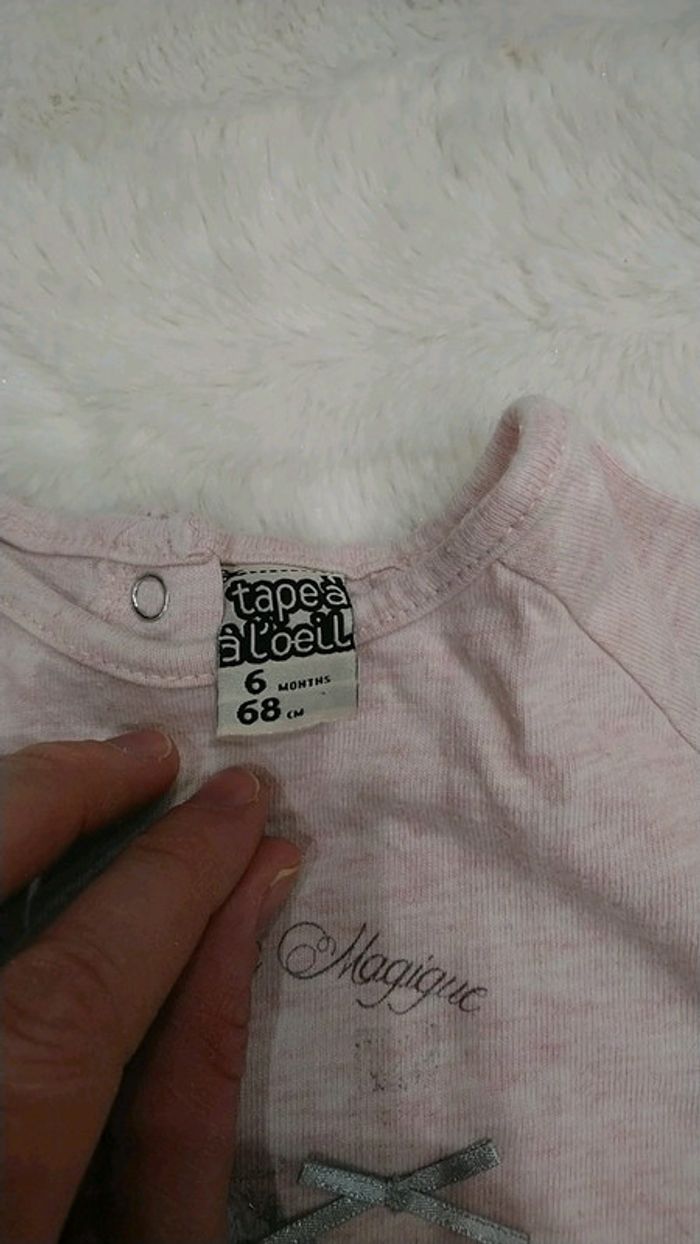 tape à
à l'oeil
6 MONTHS
68 CM
Magique